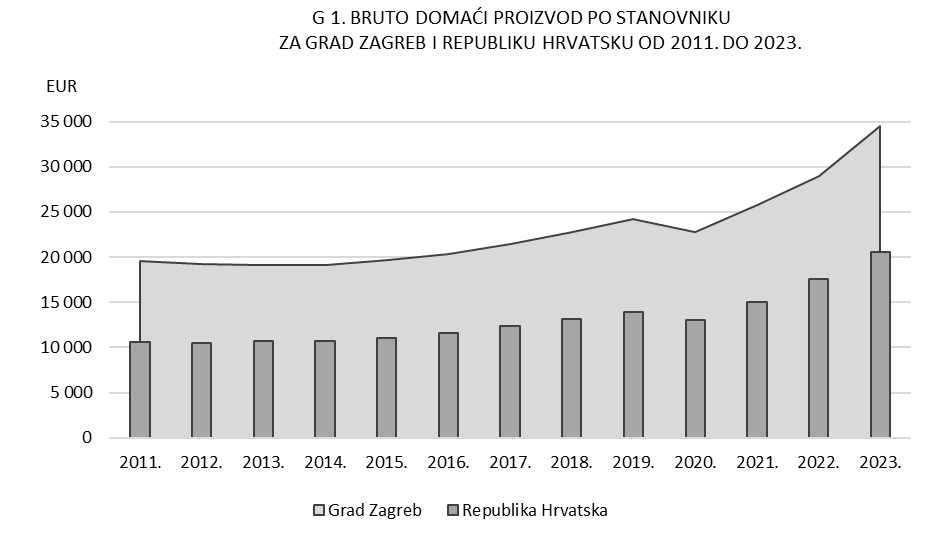 G 1. BRUTO DOMAĆI PROIZVOD PO STANOVNIKU
ZA GRAD ZAGREB I REPUBLIKU HRVATSKU OD 2011. DO 2023.
EUR
35 000
30 000
25 000
20 000
15 000
10 000
5 000
0
2011. 2012. 2013. 2014. 2015. 2016. 2017. 2018. 2019. 2020. 2021. 2022. 2023.
Grad Zagreb Republika Hrvatska